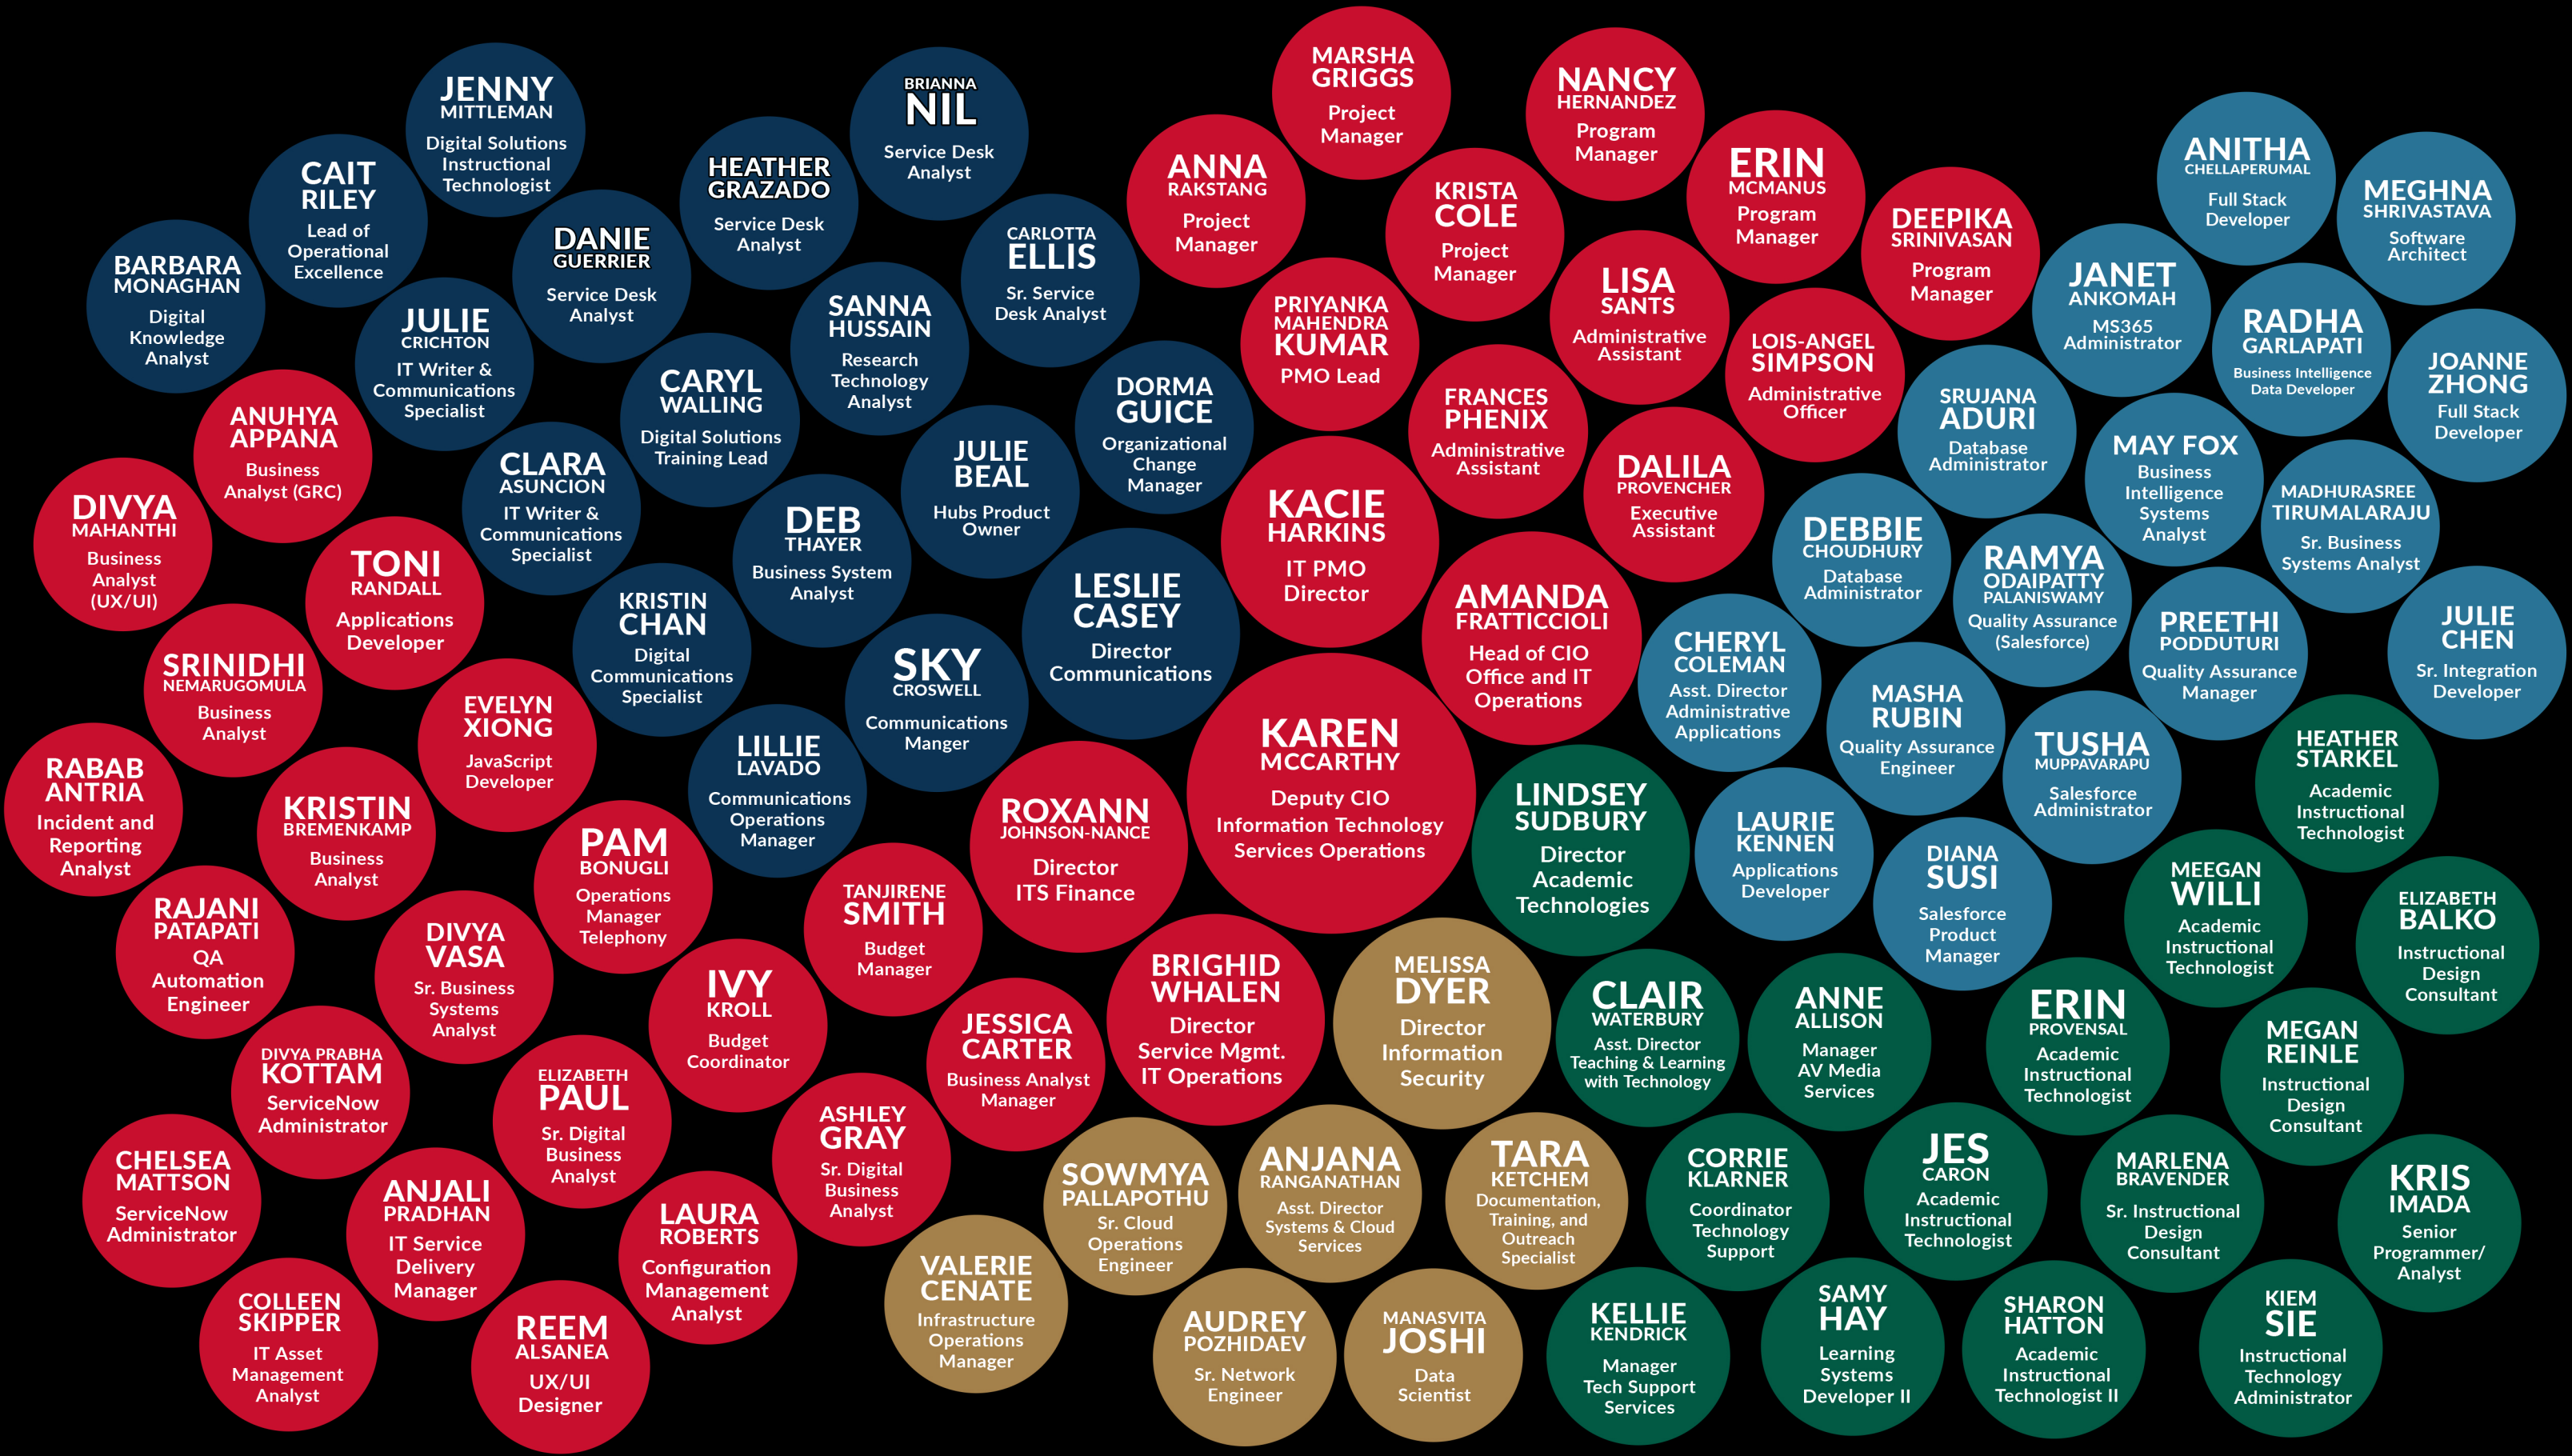 JENNY
MITTLEMAN
Digital Solutions
Instructional
Technologist
BRIANNA
NIL
Service Desk
Analyst
CAIT
RILEY
Lead of
Operational
Excellence
HEATHER
GRAZADO
Service Desk
Analyst
BARBARA
MONAGHAN
Digital
Knowledge
Analyst
DANIE
GUERRIER
Service Desk
Analyst
CARLOTTA
ELLIS
Sr. Service
Desk Analyst
JULIE
CRICHTON
IT Writer &
Communications
Specialist
SANNA
HUSSAIN
Research
Technology
Analyst
CARYL
WALLING
Digital Solutions
Training Lead
DORMA
GUICE
Organizational
Change
Manager
CLARA
ASUNCION
IT Writer &
Communications
Specialist
JULIE
BEAL
Hubs Product
Owner
DEB
THAYER
Business System
Analyst
KRISTIN
CHAN
Digital
Communications
Specialist
LESLIE
CASEY
Director
Communications
SKY
CROSWELL
Communications
Manger
LILLIE
LAVADO
Communications
Operations
Manager
MARSHA
GRIGGS
Project
Manager
NANCY
HERNANDEZ
Program
Manager
ANNA
RAKSTANG
Project
Manager
KRISTA
COLE
Project
Manager
ERIN
MCMANUS
Program
Manager
DEEPIKA
SRINIVASAN
Program
Manager
PRIYANKA
MAHENDRA
KUMAR
PMO Lead
LISA
SANTS
Administrative
Assistant
LOIS-ANGEL
SIMPSON
Administrative
Officer
FRANCES
PHENIX
Administrative
Assistant
DALILA
PROVENCHER
Executive
Assistant
KACIE
HARKINS
IT PMO
Director
AMANDA
FRATTICCIOLI
Head of CIO
Office and IT
Operations
KAREN
MCCARTHY
Deputy CIO
Information Technology
Services Operations
ANITHA
CHELLAPERUMAL
Full Stack
Developer
MEGHNA
SHRIVASTAVA
Software
Architect
JANET
ANKOMAH
MS365
Administrator
RADHA
GARLAPATI
Business Intelligence
Data Developer
JOANNE
ZHONG
Full Stack
Developer
SRUJANA
ADURI
Database
Administrator
MAY FOX
Business
Intelligence
Systems
Analyst
MADHURASREE
TIRUMALARAJU
Sr. Business
Systems Analyst
DEBBIE
CHOUDHURY
Database
Administrator
RAMYA
ODAIPATTY
PALANISWAMY
Quality Assurance
(Salesforce)
PREETHI
PODDUTURI
Quality Assurance
Manager
JULIE
CHEN
Sr. Integration
Developer
CHERYL
COLEMAN
Asst. Director
Administrative
Applications
MASHA
RUBIN
Quality Assurance
Engineer
TUSHA
MUPPAVARAPU
Salesforce
Administrator
LAURIE
KENNEN
Applications
Developer
DIANA
SUSI
Salesforce
Product
Manager
ANUHYA
APPANA
Business
Analyst (GRC)
DIVYA
MAHANTHI
Business
Analyst
(UX/UI)
TONI
RANDALL
Applications
Developer
SRINIDHI
NEMARUGOMULA
Business
Analyst
EVELYN
XIONG
JavaScript
Developer
RABAB
ANTRIA
Incident and
Reporting
Analyst
KRISTIN
BREMENKAMP
Business
Analyst
PAM
BONUGLI
Operations
Manager
Telephony
ROXANN
JOHNSON-NANCE
Director
ITS Finance
TANJIRENE
SMITH
Budget
Manager
RAJANI
PATAPATI
QA
Automation
Engineer
DIVYA
VASA
Sr. Business
Systems
Analyst
IVY
KROLL
Budget
Coordinator
BRIGHID
WHALEN
Director
Service Mgmt.
IT Operations
JESSICA
CARTER
Business Analyst
Manager
DIVYA PRABHA
KOTTAM
ServiceNow
Administrator
ELIZABETH
PAUL
Sr. Digital
Business
Analyst
ASHLEY
GRAY
Sr. Digital
Business
Analyst
CHELSEA
MATTSON
ServiceNow
Administrator
ANJALI
PRADHAN
IT Service
Delivery
Manager
LAURA
ROBERTS
Configuration
Management
Analyst
COLLEEN
SKIPPER
IT Asset
Management
Analyst
REEM
ALSANEA
UX/UI
Designer
MELISSA
DYER
Director
Information
Security
SOWMYA
PALLAPOTHU
Sr. Cloud
Operations
Engineer
ANJANA
RANGANATHAN
Asst. Director
Systems & Cloud
Services
TARA
KETCHEM
Documentation,
Training, and
Outreach
Specialist
VALERIE
CENATE
Infrastructure
Operations
Manager
AUDREY
POZHIDAEV
Sr. Network
Engineer
MANASVITA
JOSHI
Data
Scientist
LINDSEY
SUDBURY
Director
Academic
Technologies
HEATHER
STARKEL
Academic
Instructional
Technologist
MEEGAN
WILLI
Academic
Instructional
Technologist
ELIZABETH
BALKO
Instructional
Design
Consultant
CLAIR
WATERBURY
Asst. Director
Teaching & Learning
with Technology
ANNE
ALLISON
Manager
AV Media
Services
ERIN
PROVENSAL
Academic
Instructional
Technologist
MEGAN
REINLE
Instructional
Design
Consultant
CORRIE
KLARNER
Coordinator
Technology
Support
JES
CARON
Academic
Instructional
Technologist
MARLENA
BRAVENDER
Sr. Instructional
Design
Consultant
KRIS
IMADA
Senior
Programmer/
Analyst
KELLIE
KENDRICK
Manager
Tech Support
Services
SAMY
HAY
Learning
Systems
Developer II
SHARON
HATTON
Academic
Instructional
Technologist II
KIEM
SIE
Instructional
Technology
Administrator